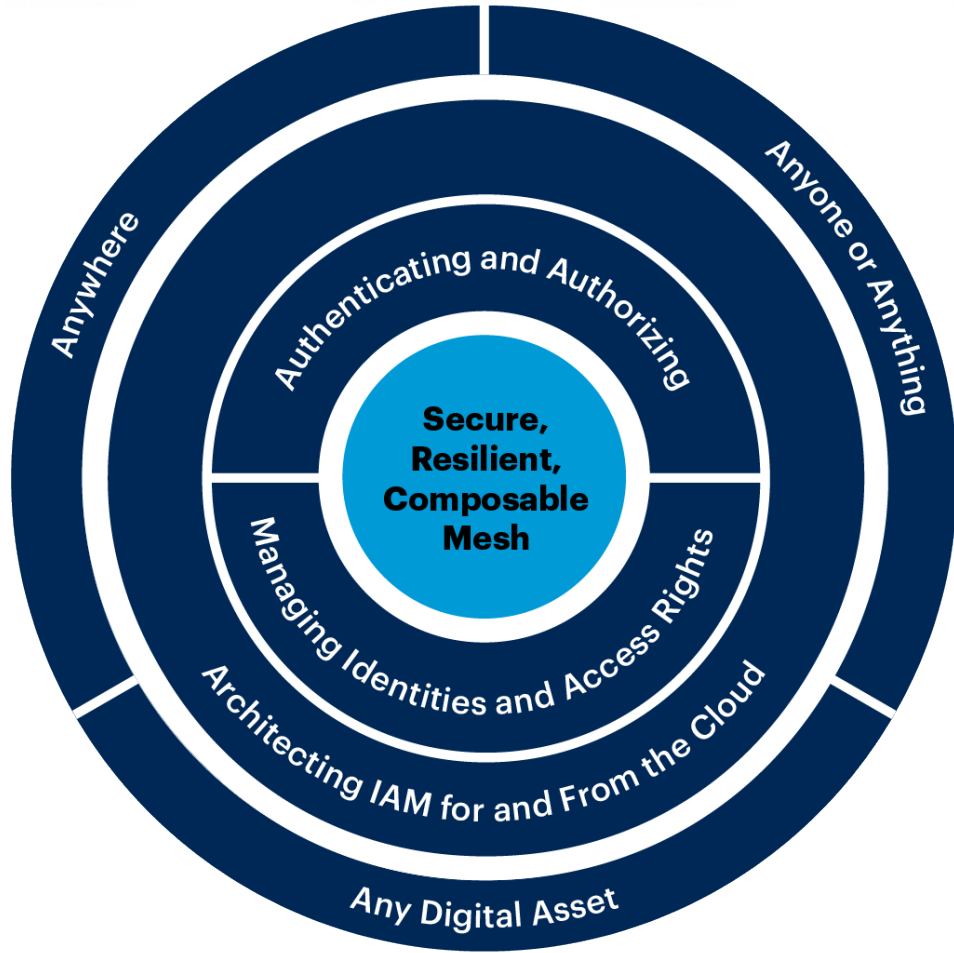 Anywhere
Anyone or Anything
Authenticating and Authorizing
Secure,
Resilient,
Composable
Mesh
Managing Identities and Access Rights
Architecting IAM for and From the Cloud
Any Digital Asset